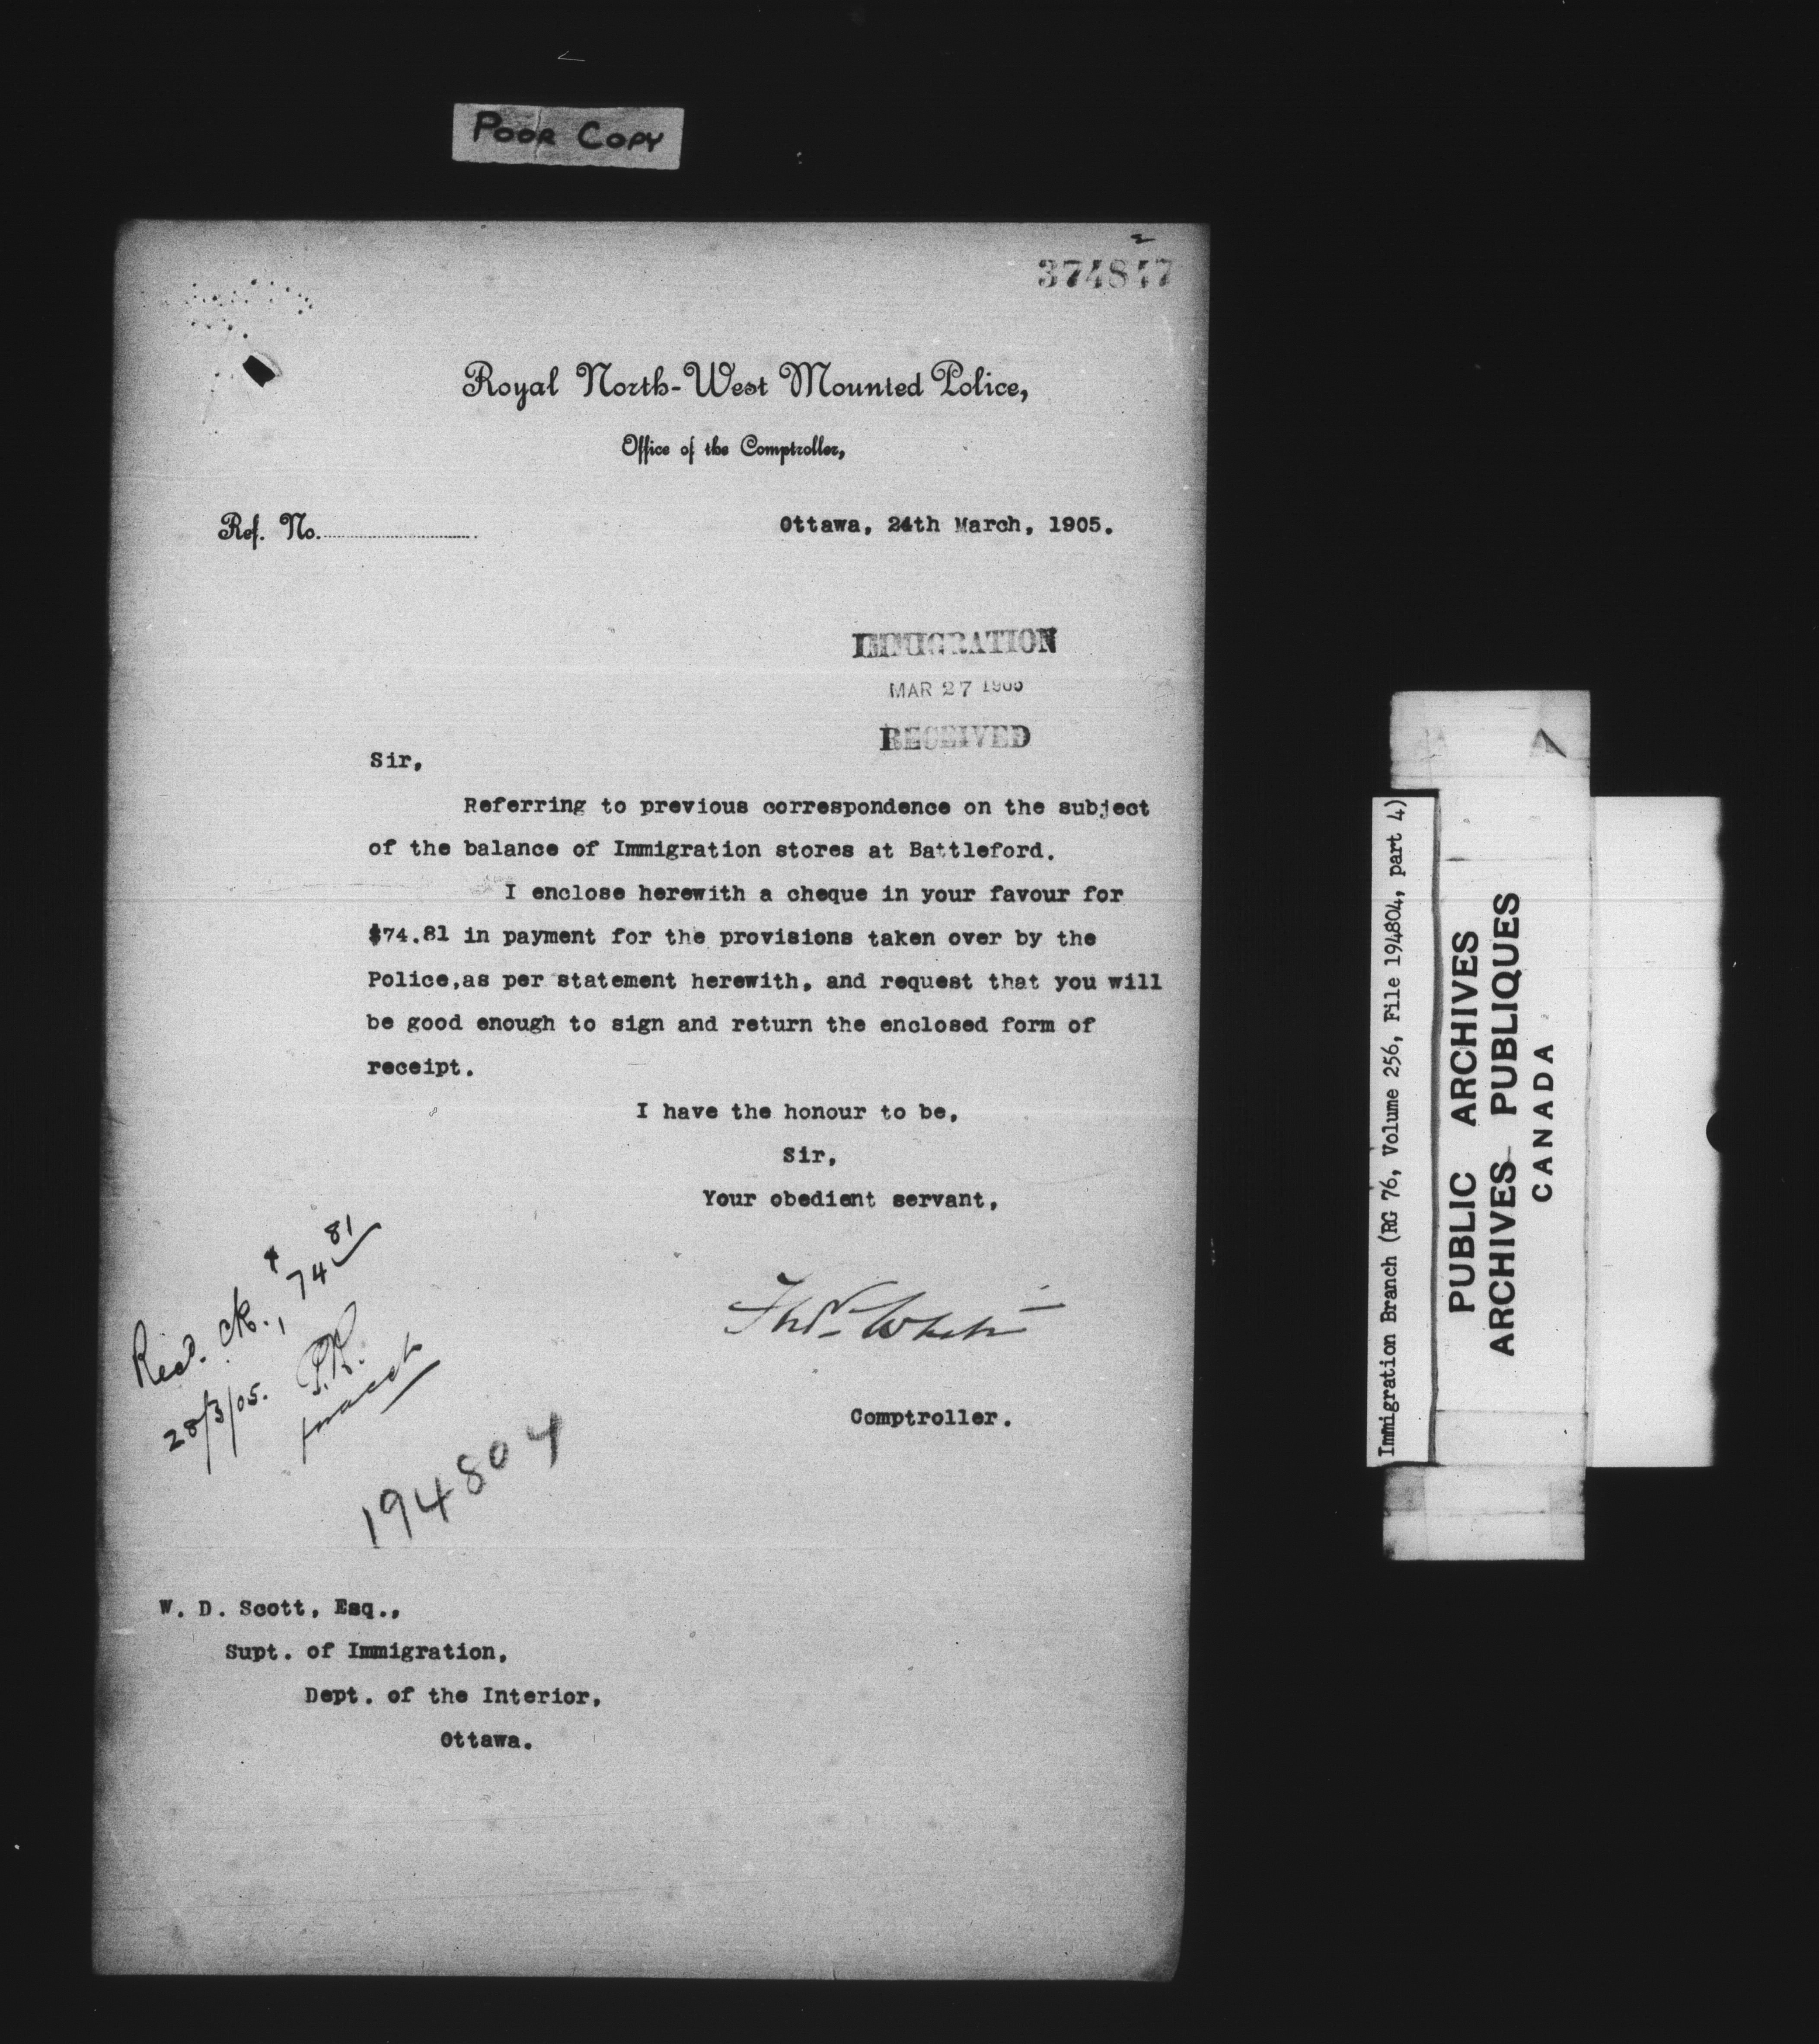 POOR COPY
2
374847
Royal North-West Mounted Police,
Office of the Comptroller,
Ref. No.
Ottawa, 24th March, 1905.
IMMIGRATION
MAR 27 1905
RECEIVED
Sir,
Referring to previous correspondence on the subject
of the balance of Immigration stores at Battleford.
I enclose herewith a cheque in your favour for
$74.81 in payment for the provisions taken over by the
Police,as per statement herewith, and request that you will
be good enough to sign and return the enclosed form of
receipt.
I have the honour to be,
Sir,
Your obedient servant,
Fred White
Comptroller.
Recd. ck., $74 81
28/3/05. P.R.
194804
W. D. Scott, Esq.,
Supt. of Immigration,
Dept. of the Interior,
Ottawa.
Immigration Branch (RG 76, Volume 256, File 194804, part 4)
PUBLIC ARCHIVES
ARCHIVES PUBLIQUES
CANADA